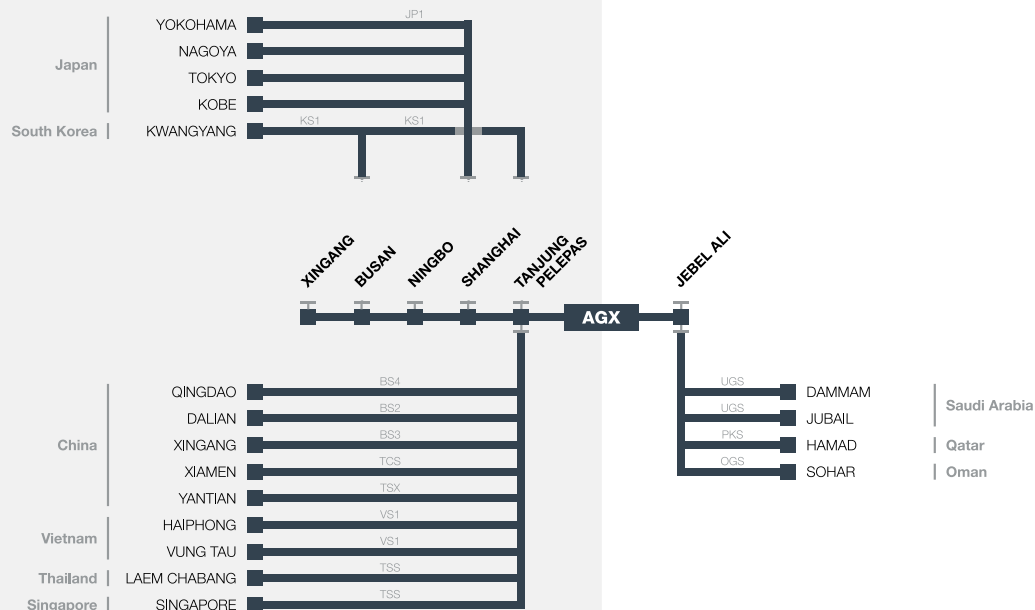 YOKOHAMA
JP1
NAGOYA
Japan
TOKYO
KOBE
South Korea
KWANGYANG
KS1
KS1
XINGANG
BUSAN
NINGBO
SHANGHAI
TANJUNG
PELEPAS
JEBEL ALI
AGX
QINGDAO
BS4
DALIAN
BS2
China
XINGANG
BS3
XIAMEN
TCS
YANTIAN
TSX
HAIPHONG
VS1
Vietnam
VUNG TAU
VS1
Thailand
LAEM CHABANG
TSS
Singapore
SINGAPORE
TSS
UGS
DAMMAM
Saudi Arabia
UGS
JUBAIL
PKS
HAMAD
Qatar
OGS
SOHAR
Oman